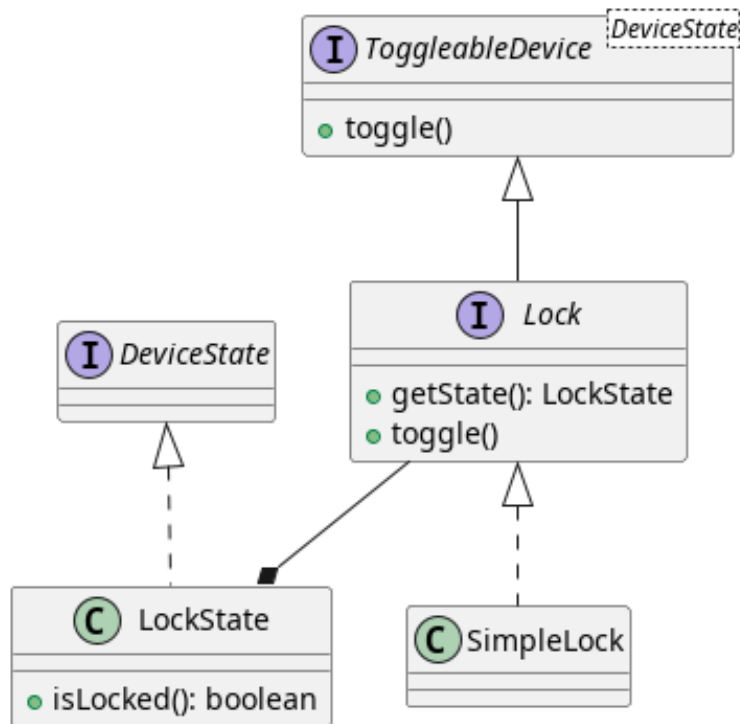 I ToggleableDevice
DeviceState
+ toggle()
I Lock
+ getState(): LockState
+ toggle()
I DeviceState
C LockState
+ isLocked(): boolean
C SimpleLock